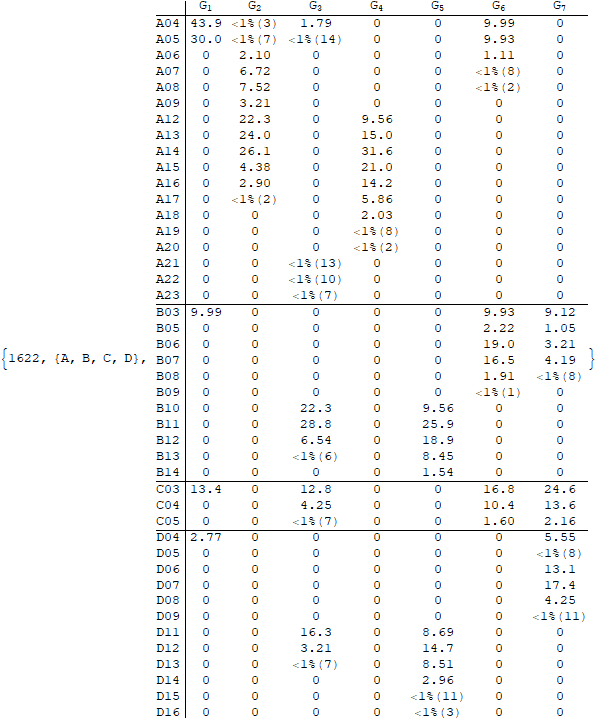 G₁ G₂ G₃ G₄ G₅ G₆ G₇
A04 43.9 <1%(3) 1.79 0 0 9.99 0
A05 30.0 <1%(7) <1%(14) 0 0 9.93 0
A06 0 2.10 0 0 0 1.11 0
A07 0 6.72 0 0 0 <1%(8) 0
A08 0 7.52 0 0 0 <1%(2) 0
A09 0 3.21 0 0 0 0 0
A12 0 22.3 0 9.56 0 0 0
A13 0 24.0 0 15.0 0 0 0
A14 0 26.1 0 31.6 0 0 0
A15 0 4.38 0 21.0 0 0 0
A16 0 2.90 0 14.2 0 0 0
A17 0 <1%(2) 0 5.86 0 0 0
A18 0 0 0 2.03 0 0 0
A19 0 0 0 <1%(8) 0 0 0
A20 0 0 0 <1%(2) 0 0 0
A21 0 0 <1%(13) 0 0 0 0
A22 0 0 <1%(10) 0 0 0 0
A23 0 0 <1%(7) 0 0 0 0
B03 9.99 0 0 0 0 9.93 9.12
B05 0 0 0 0 0 2.22 1.05
B06 0 0 0 0 0 19.0 3.21
{1622, {A, B, C, D}, B07 0 0 0 0 0 16.5 4.19 }
B08 0 0 0 0 0 1.91 <1%(8)
B09 0 0 0 0 0 <1%(1) 0
B10 0 0 22.3 0 9.56 0 0
B11 0 0 28.8 0 25.9 0 0
B12 0 0 6.54 0 18.9 0 0
B13 0 0 <1%(6) 0 8.45 0 0
B14 0 0 0 0 1.54 0 0
C03 13.4 0 12.8 0 0 16.8 24.6
C04 0 0 4.25 0 0 10.4 13.6
C05 0 0 <1%(7) 0 0 1.60 2.16
D04 2.77 0 0 0 0 0 5.55
D05 0 0 0 0 0 0 <1%(8)
D06 0 0 0 0 0 0 13.1
D07 0 0 0 0 0 0 17.4
D08 0 0 0 0 0 0 4.25
D09 0 0 0 0 0 0 <1%(11)
D11 0 0 16.3 0 8.69 0 0
D12 0 0 3.21 0 14.7 0 0
D13 0 0 <1%(7) 0 8.51 0 0
D14 0 0 0 0 2.96 0 0
D15 0 0 0 0 <1%(11) 0 0
D16 0 0 0 0 <1%(3) 0 0